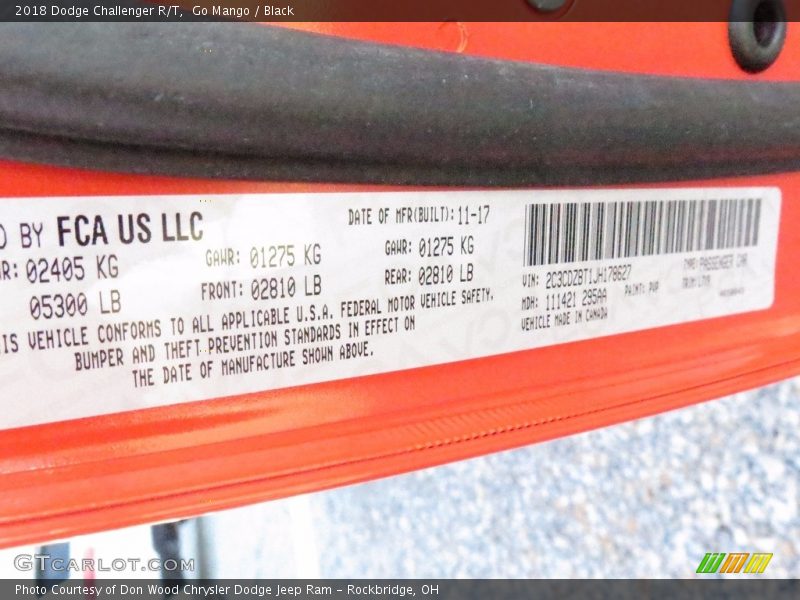 2018 Dodge Challenger R/T, Go Mango / Black
BY FCA US LLC
DATE OF MFR(BUILT): 11-17
02405 KG
GAWR: 01275 KG
GAWR: 01275 KG
05300 LB
FRONT: 02810 LB
REAR: 02810 LB
VEHICLE CONFORMS TO ALL APPLICABLE U.S.A. FEDERAL MOTOR VEHICLE SAFETY,
BUMPER AND THEFT PREVENTION STANDARDS IN EFFECT ON
THE DATE OF MANUFACTURE SHOWN ABOVE.
VIN: 2C3CDZBT1JH178627
TYPE: PASSENGER CAR
MDH: 111421 295AA
PAINT:
TRIM:
VEHICLE MADE IN CANADA
GTCarlot.com
Photo Courtesy of Don Wood Chrysler Dodge Jeep Ram – Rockbridge, OH